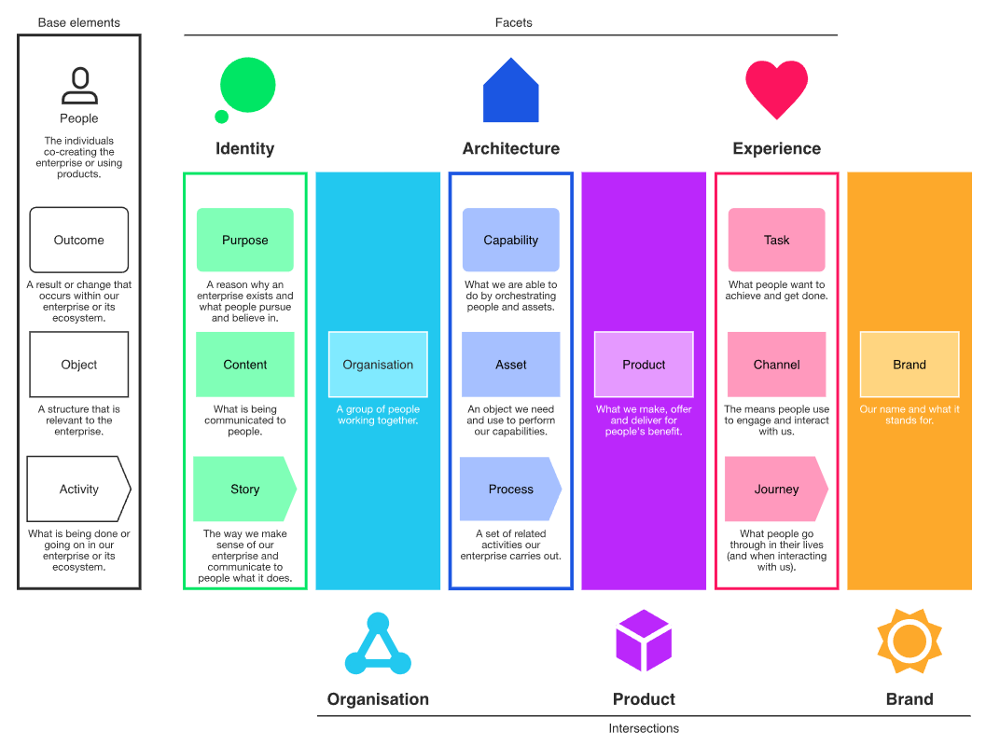 Base elements
Facets
People
The individuals
co-creating the
enterprise or using
products.
Outcome
A result or change that
occurs within our
enterprise or its
ecosystem.
Object
A structure that is
relevant to the
enterprise.
Activity
What is being done or
going on in our
enterprise or its
ecosystem.
Identity
Purpose
A reason why an
enterprise exists and
what people pursue
and believe in.
Content
What is being
communicated to
people.
Story
The way we make
sense of our
enterprise and
communicate to
people what it does.
Organisation
A group of people
working together.
Organisation
Architecture
Capability
What we are able to
do by orchestrating
people and assets.
Asset
An object we need
and use to perform
our capabilities.
Process
A set of related
activities our
enterprise carries out.
Product
What we make, offer
and deliver for
people's benefit.
Product
Experience
Task
What people want to
achieve and get done.
Channel
The means people use
to engage and interact
with us.
Journey
What people go
through in their lives
(and when interacting
with us).
Brand
Our name and what it
stands for.
Brand
Intersections